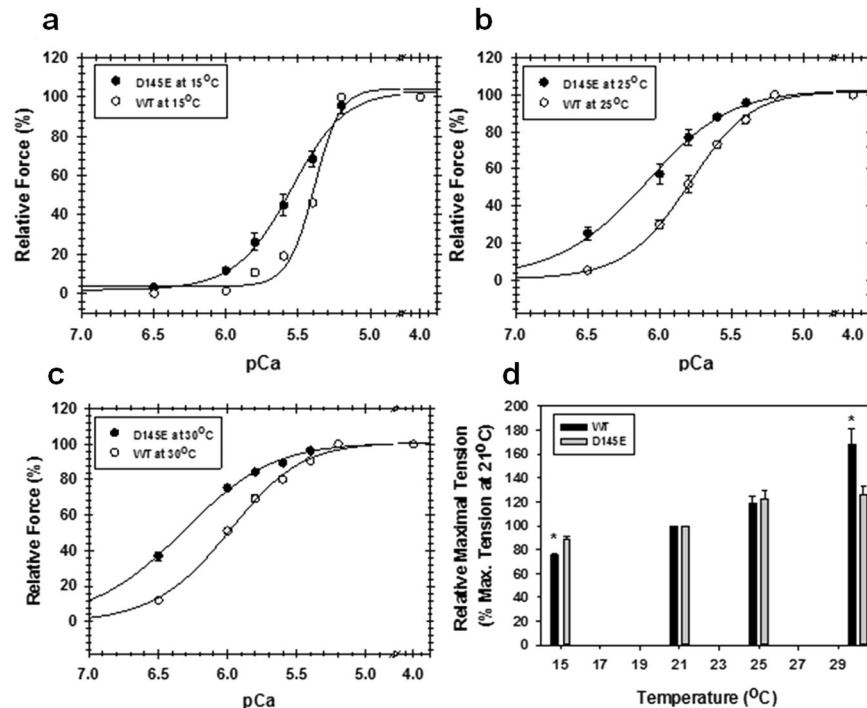 a
120
100
80
60
40
20
0
Relative Force (%)
D145E at 15°C
WT at 15°C
7.0 6.5 6.0 5.5 5.0 4.0
pCa
b
120
100
80
60
40
20
0
Relative Force (%)
D145E at 25°C
WT at 25°C
7.0 6.5 6.0 5.5 5.0 4.0
pCa
c
120
100
80
60
40
20
0
Relative Force (%)
D145E at 30°C
WT at 30°C
7.0 6.5 6.0 5.5 5.0 4.0
pCa
d
200
180
160
140
120
100
80
60
40
20
0
Relative Maximal Tension
(% Max. Tension at 21°C)
WT
D145E
*
*
15 17 19 21 23 25 27 29
Temperature (°C)